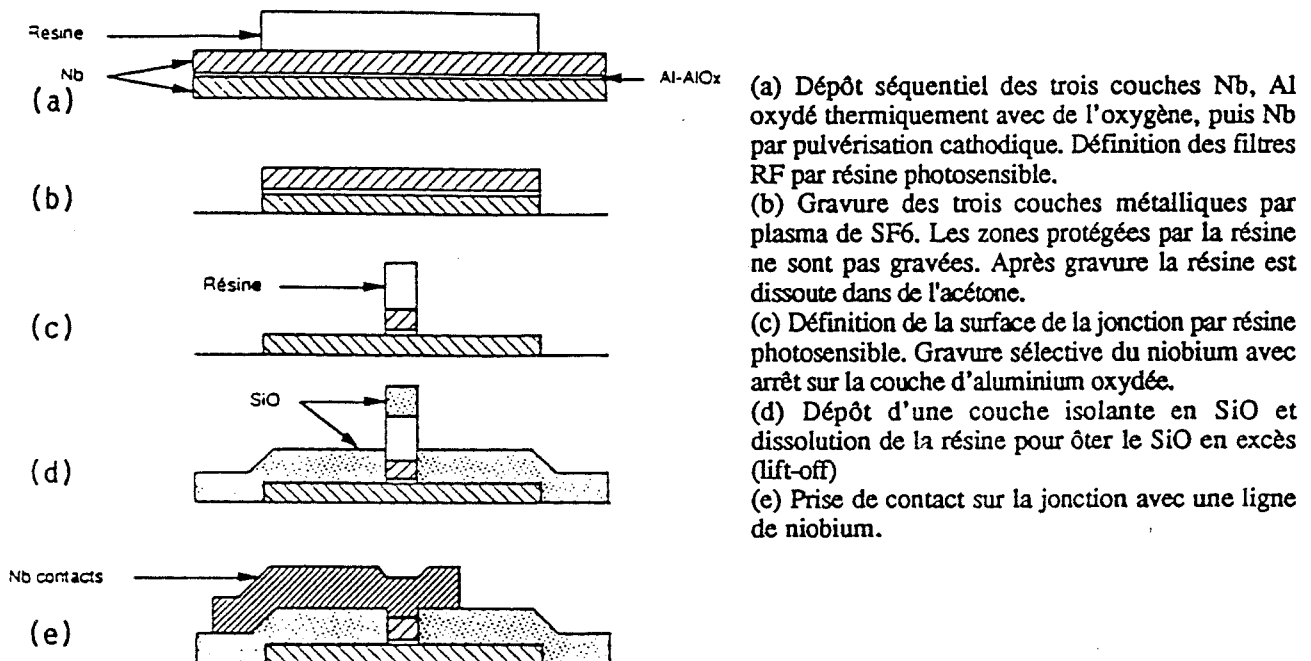 Resine
Nb
Al-AlOx
(a)
(b)
Résine
(c)
SiO
(d)
Nb contacts
(e)
(a) Dépôt séquentiel des trois couches Nb, Al
oxydé thermiquement avec de l'oxygène, puis Nb
par pulvérisation cathodique. Définition des filtres
RF par résine photosensible.
(b) Gravure des trois couches métalliques par
plasma de SF6. Les zones protégées par la résine
ne sont pas gravées. Après gravure la résine est
dissoute dans de l'acétone.
(c) Définition de la surface de la jonction par résine
photosensible. Gravure sélective du niobium avec
arrêt sur la couche d'aluminium oxydée.
(d) Dépôt d'une couche isolante en SiO et
dissolution de la résine pour ôter le SiO en excès
(lift-off)
(e) Prise de contact sur la jonction avec une ligne
de niobium.